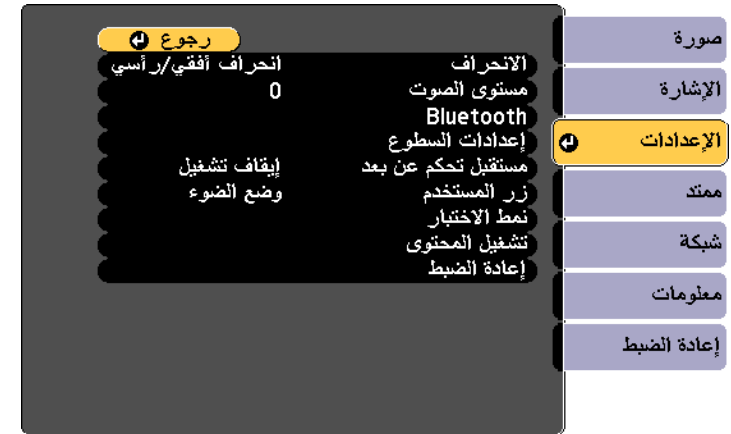 صورة
الإشارة
الإعدادات
ممتد
شبكة
معلومات
إعادة الضبط
رجوع
الانحراف انحراف أفقي/رأسي
مستوى الصوت 0
Bluetooth
إعدادات السطوع
مستقبل تحكم عن بعد إيقاف تشغيل
زر المستخدم وضع الضوء
نمط الاختبار
تشغيل المحتوى
إعادة الضبط